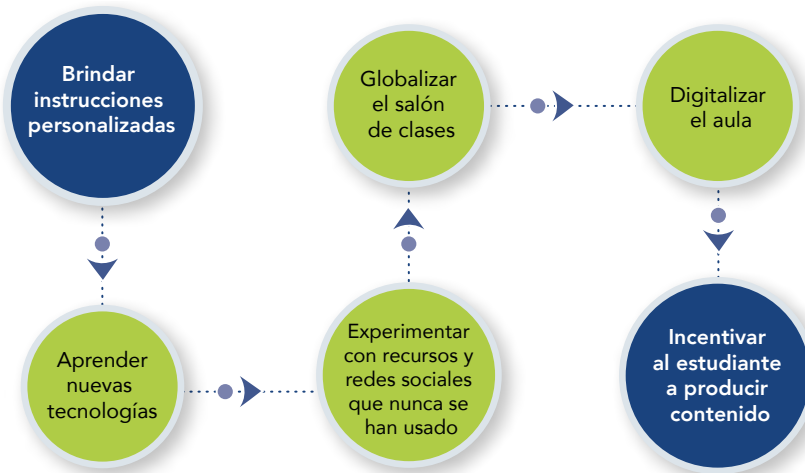 Brindar
instrucciones
personalizadas
Aprender
nuevas
tecnologías
Experimentar
con recursos y
redes sociales
que nunca se
han usado
Globalizar
el salón
de clases
Digitalizar
el aula
Incentivar
al estudiante
a producir
contenido